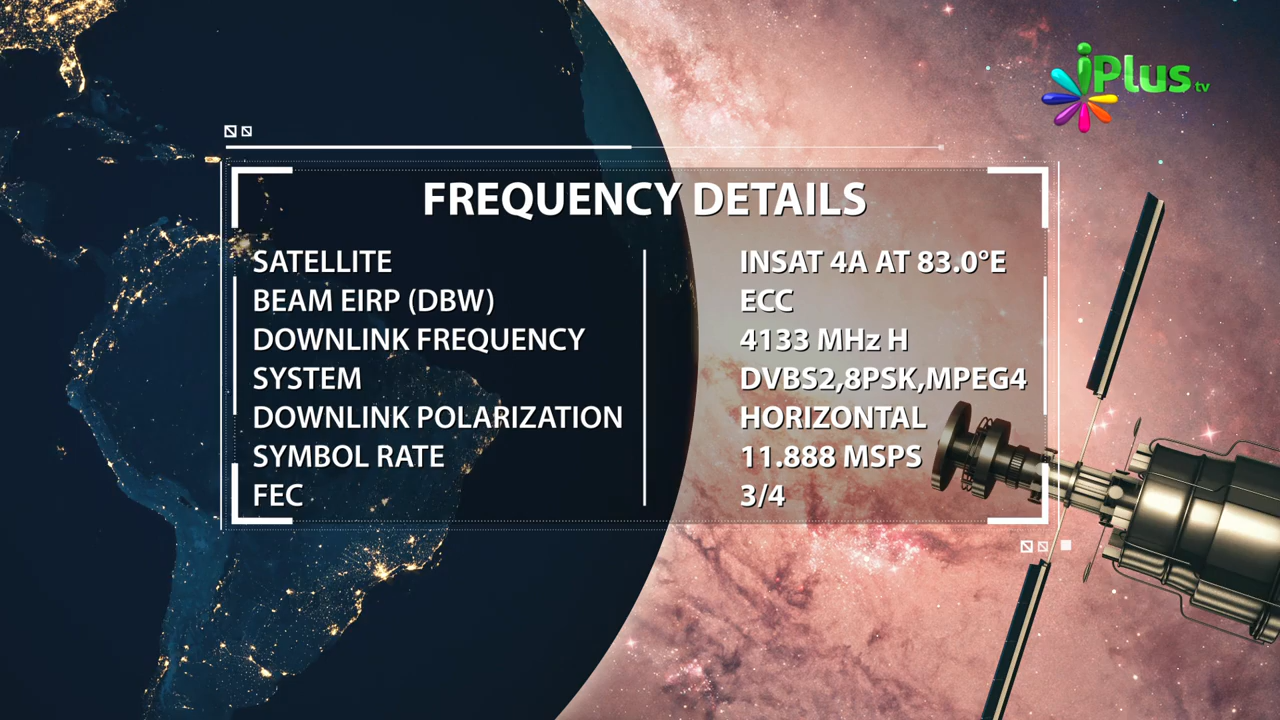 iPlus tv
FREQUENCY DETAILS
SATELLITE INSAT 4A AT 83.0°E
BEAM EIRP (DBW) ECC
DOWNLINK FREQUENCY 4133 MHz H
SYSTEM DVBS2,8PSK,MPEG4
DOWNLINK POLARIZATION HORIZONTAL
SYMBOL RATE 11.888 MSPS
FEC 3/4